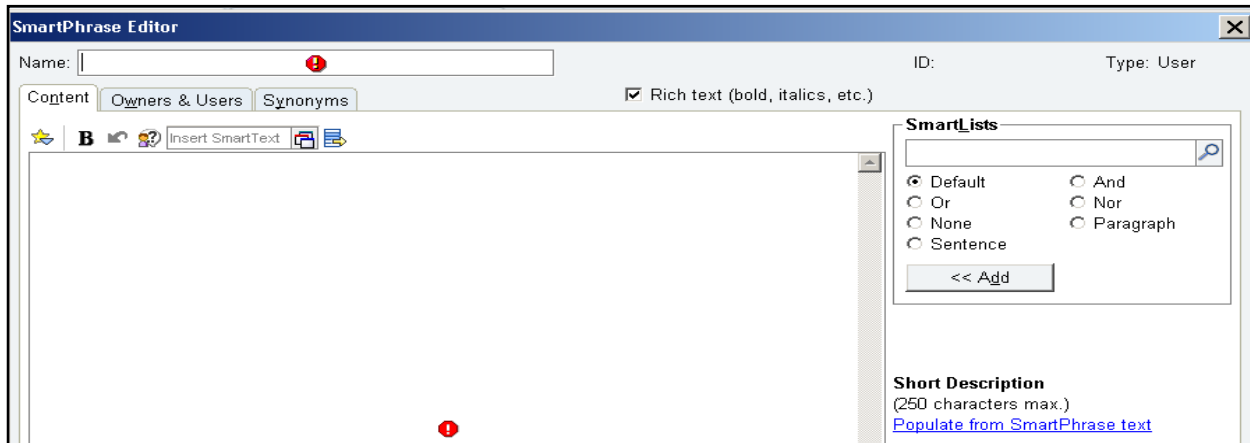 SmartPhrase Editor
Name: ID: Type: User
Content Owners & Users Synonyms Rich text (bold, italics, etc.)
B Insert SmartText
SmartLists
Default And
Or Nor
None Paragraph
Sentence
<< Add
Short Description
(250 characters max.)
Populate from SmartPhrase text